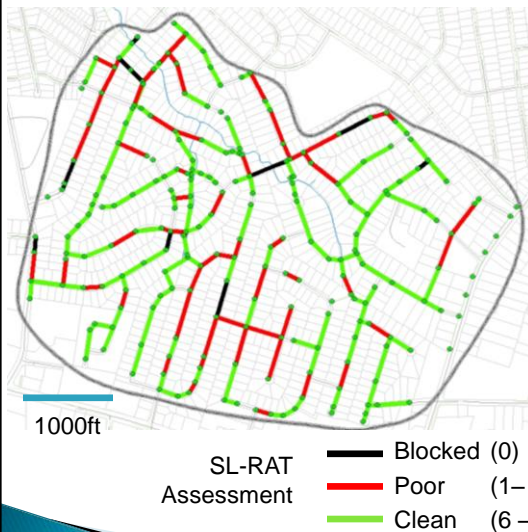 1000ft
SL-RAT
Assessment
Blocked (0)
Poor (1–
Clean (6 –